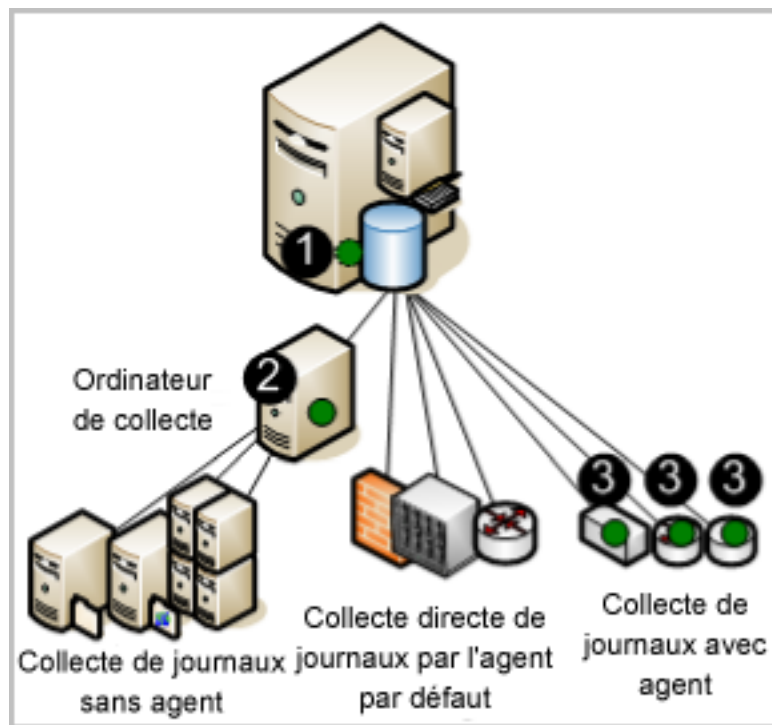 1
2
Ordinateur
de collecte
3 3 3
Collecte de journaux
sans agent
Collecte directe de
journaux par l'agent
par défaut
Collecte de
journaux avec
agent